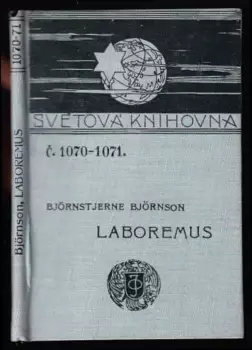 1070-71
Björnson, LABOREMUS
SVĚTOVÁ KNIHOVNA
č. 1070-1071.
BJÖRNSTJERNE BJÖRNSON
LABOREMUS